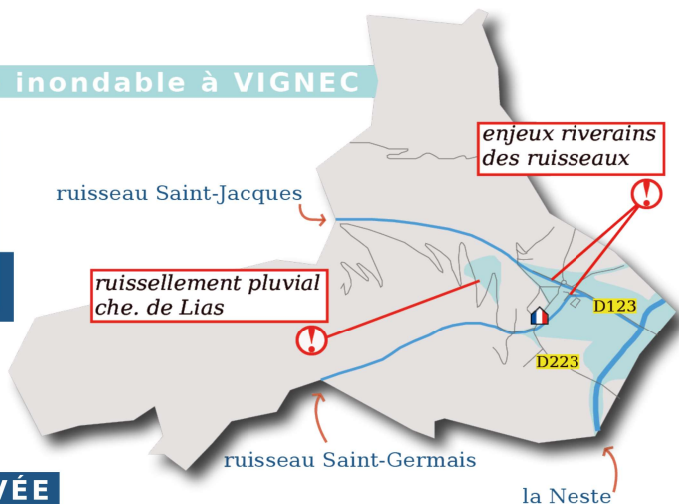 inondable à VIGNEC
enjeux riverains
des ruisseaux
ruisseau Saint-Jacques
ruissellement pluvial
che. de Lias
D123
D223
ruisseau Saint-Germais
la Neste
VÉE